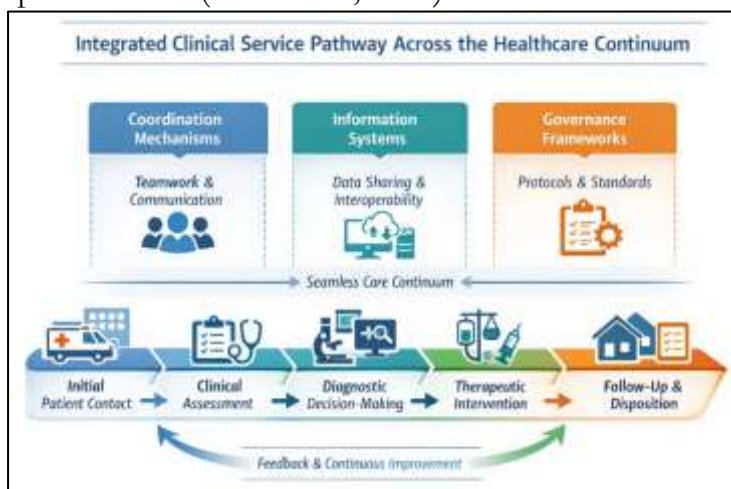 Integrated Clinical Service Pathway Across the Healthcare Continuum
Coordination
Mechanisms
Teamwork &
Communication
Information
Systems
Data Sharing &
Interoperability
Governance
Frameworks
Protocols & Standards
Seamless Care Continuum
Initial
Patient Contact
Clinical
Assessment
Diagnostic
Decision-Making
Therapeutic
Intervention
Follow-Up &
Disposition
Feedback & Continuous Improvement